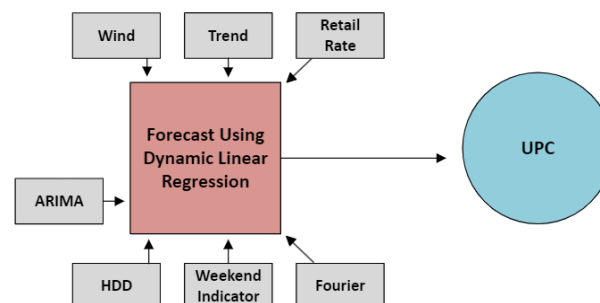 Wind
Trend
Retail
Rate
Forecast Using
Dynamic Linear
Regression
UPC
ARIMA
HDD
Weekend
Indicator
Fourier